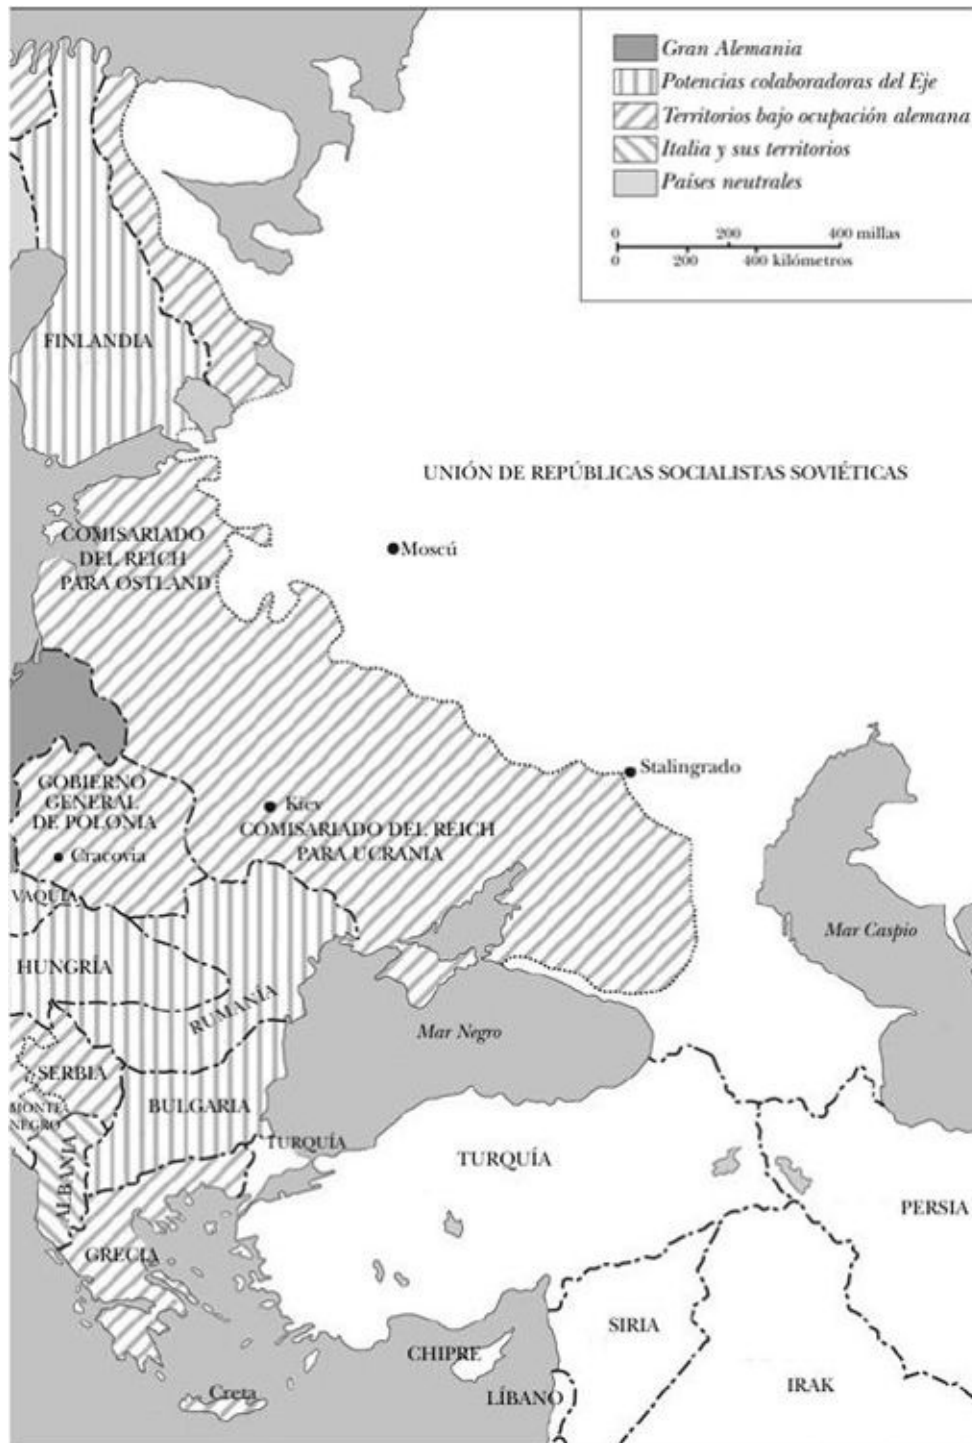 Gran Alemania
Potencias colaboradoras del Eje
Territorios bajo ocupación alemana
Italia y sus territorios
Países neutrales
0 200 400 millas
0 200 400 kilómetros
FINLANDIA
UNIÓN DE REPÚBLICAS SOCIALISTAS SOVIÉTICAS
COMISARIADO
DEL REICH
PARA OSTLAND
Moscú
Stalingrado
GOBIERNO
GENERAL
DE POLONIA
Cracovia
Kiev
COMISARIADO DEL REICH
PARA UCRANIA
VAQUIA
Mar Caspio
HUNGRÍA
RUMANÍA
Mar Negro
SERBIA
MONTE
NEGRO
BULGARIA
ALBANIA
TURQUÍA
TURQUÍA
PERSIA
GRECIA
SIRIA
CHIPRE
IRAK
Creta
LÍBANO